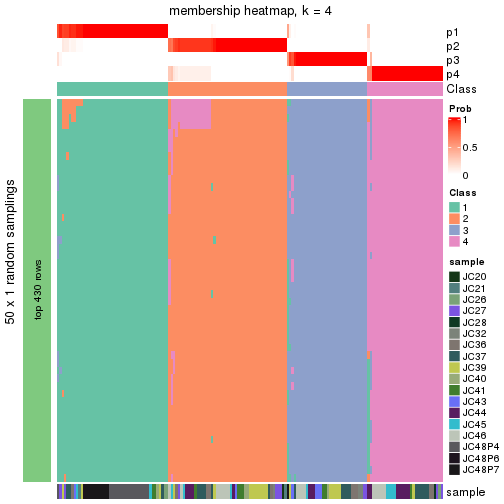 membership heatmap, k = 4
p1
p2
p3
p4
Class
50 x 1 random samplings
top 430 rows
Prob
1
0.5
0
Class
1
2
3
4
sample
JC20
JC21
JC26
JC27
JC28
JC32
JC36
JC37
JC39
JC40
JC41
JC43
JC44
JC45
JC46
JC48P4
JC48P6
JC48P7
sample